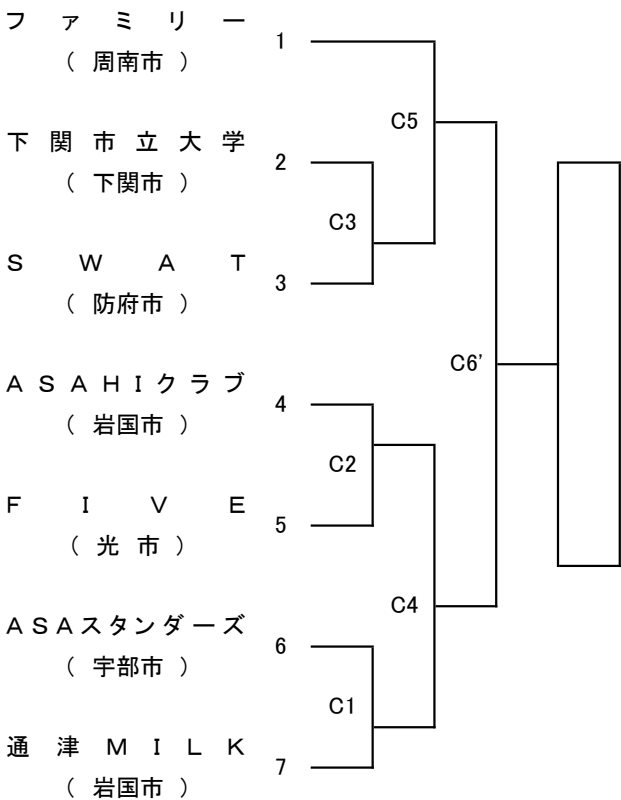 ファミリー
（ 周南市 ）
1
C5
下関市立大学
（ 下関市 ）
2
C3
ＳＷＡＴ
（ 防府市 ）
3
C6'
ＡＳＡＨＩクラブ
（ 岩国市 ）
4
C2
ＦＩＶＥ
（ 光 市 ）
5
C4
ＡＳＡスタンダーズ
（ 宇部市 ）
6
C1
通津ＭＩＬＫ
（ 岩国市 ）
7